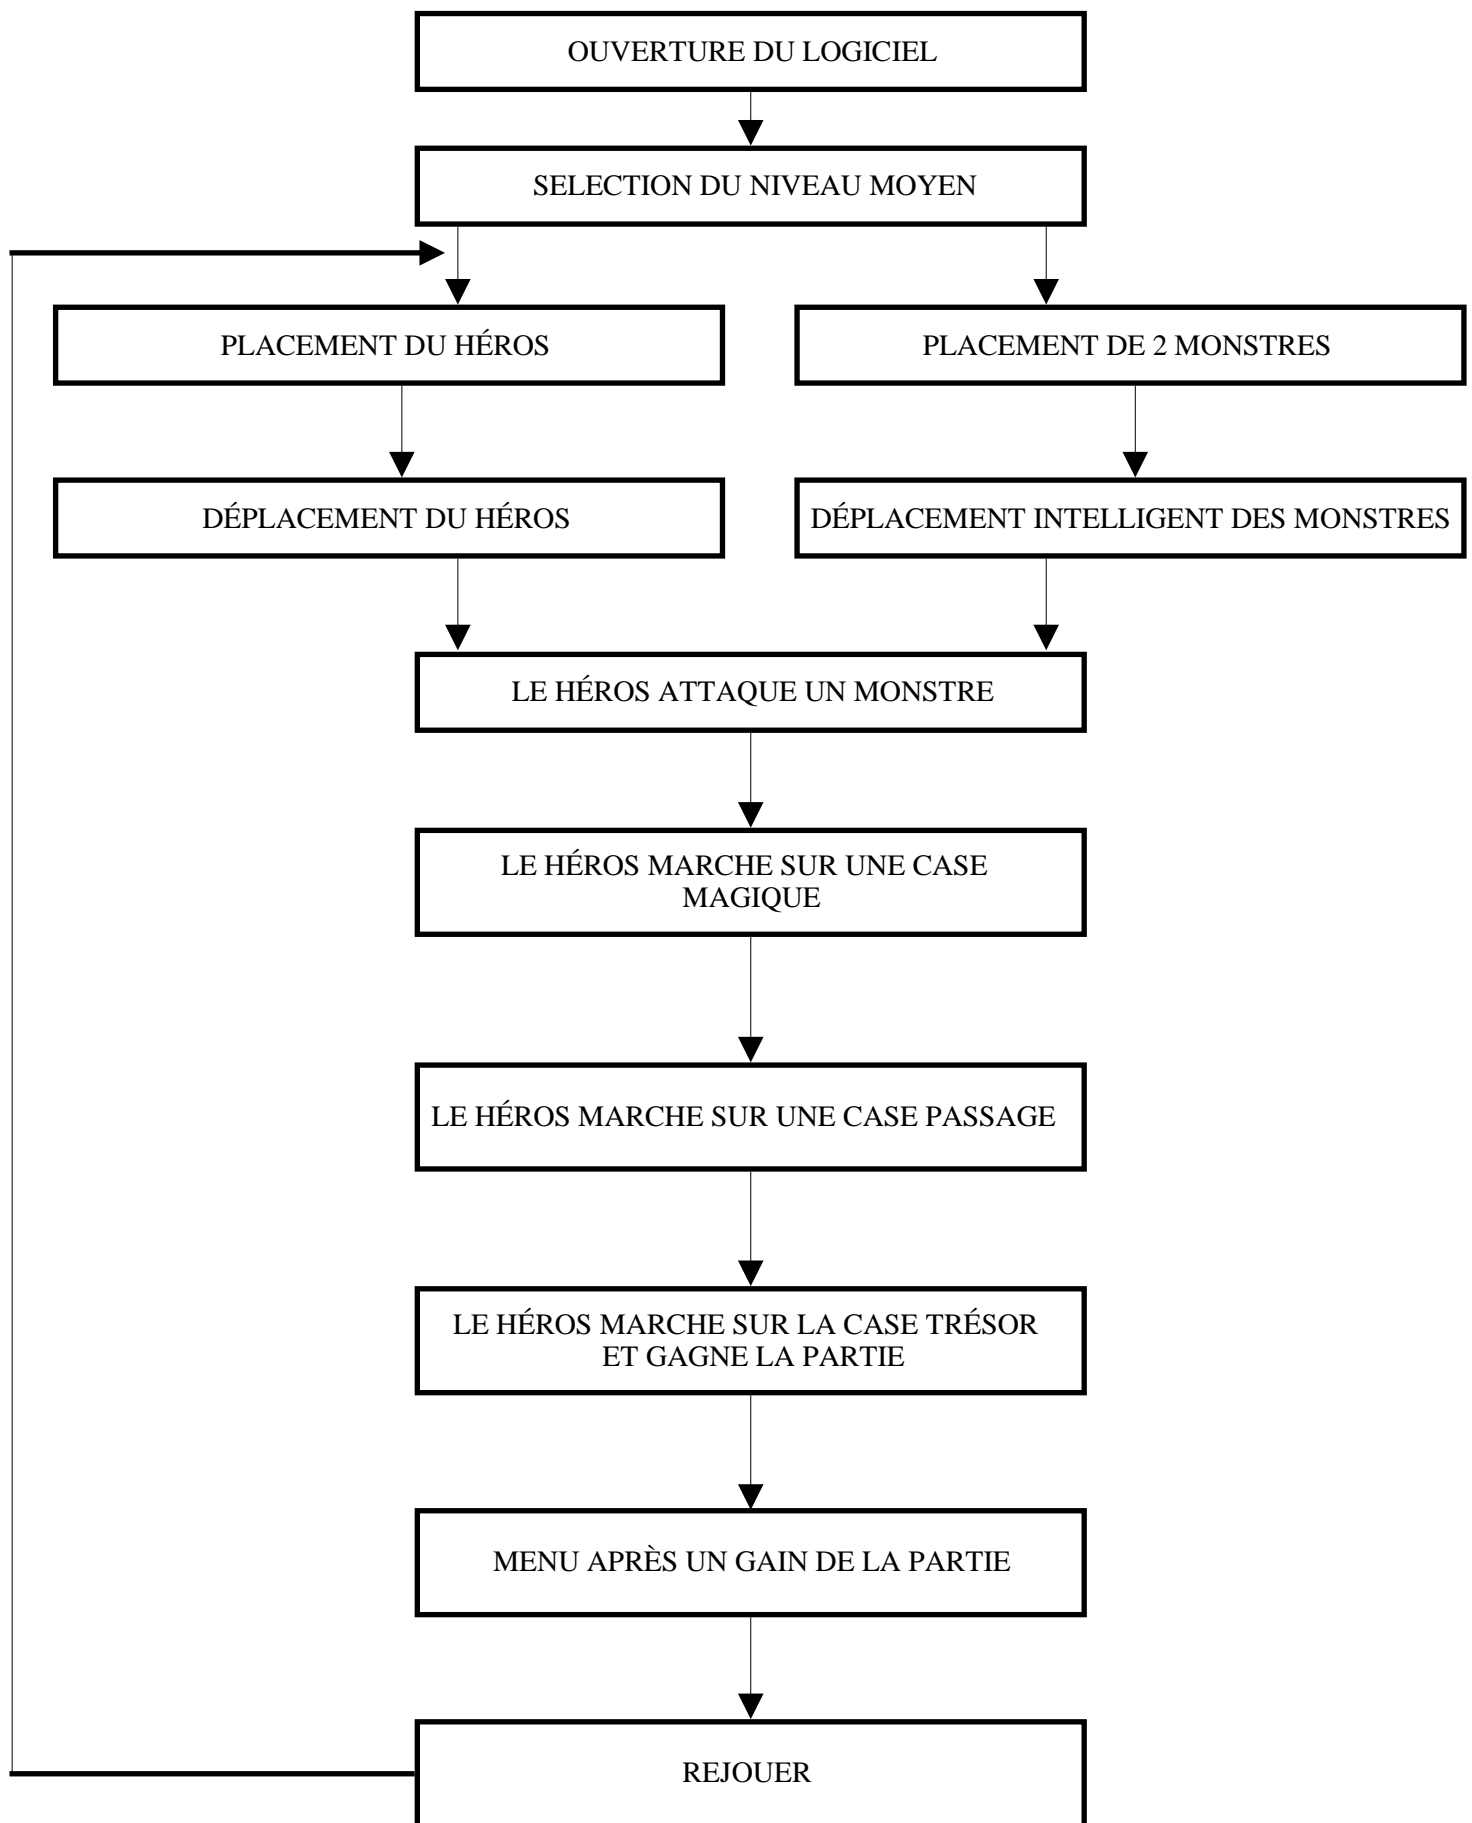 OUVERTURE DU LOGICIEL
SELECTION DU NIVEAU MOYEN
PLACEMENT DU HÉROS
PLACEMENT DE 2 MONSTRES
DÉPLACEMENT DU HÉROS
DÉPLACEMENT INTELLIGENT DES MONSTRES
LE HÉROS ATTAQUE UN MONSTRE
LE HÉROS MARCHE SUR UNE CASE
MAGIQUE
LE HÉROS MARCHE SUR UNE CASE PASSAGE
LE HÉROS MARCHE SUR LA CASE TRÉSOR
ET GAGNE LA PARTIE
MENU APRÈS UN GAIN DE LA PARTIE
REJOUER